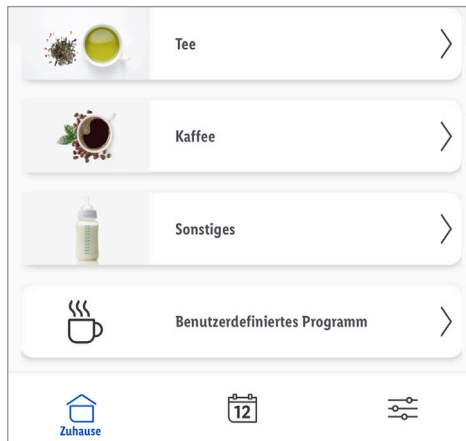 Tee
Kaffee
Sonstiges
Benutzerdefiniertes Programm
12
Zuhause